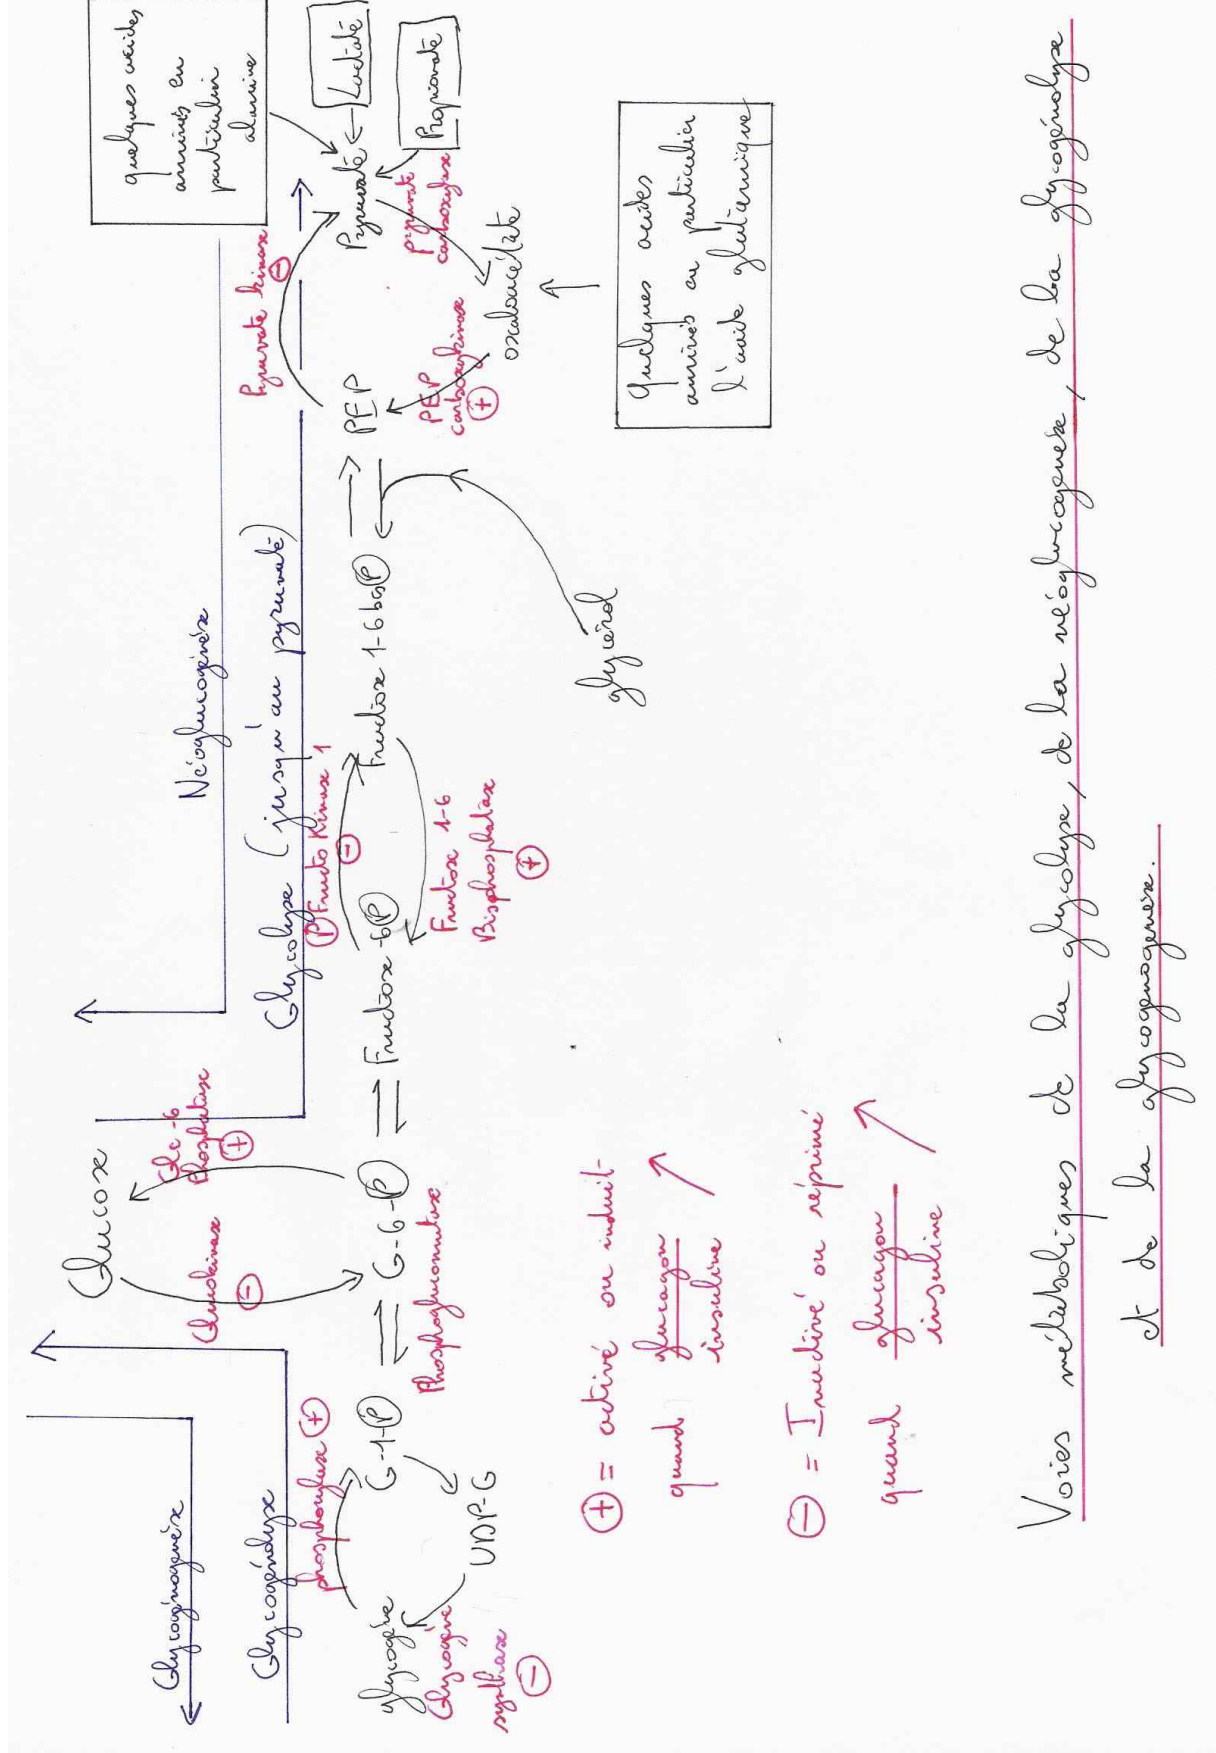 Glycogénogenèse
Glycogénolyse
Néoglucogénèse
Glycolyse (jusqu'au pyruvate)
Glucose
Glucokinase
⊖
Glc-6
Phosphatase
⊕
phosphorylase ⊕
glycogène
Glycogène
synthase
⊖
UDP-G
G-1-Ⓟ
Phosphoglucomutase
G-6-Ⓟ
Fructose-6Ⓟ
Ⓟ Fructo Kinase 1
⊖
Fructose 1-6
Bisphosphatase
⊕
Fructose 1-6 bisⓅ
glycérol
PEP
PEP
carboxykinase
⊕
Pyruvate kinase
⊖
Pyruvate
Pyruvate
carboxylase
oxaloacétate
quelques acides
aminés en
particulier
alanine
Lactate
Propionate
Quelques acides
aminés en particulier
l'acide glutamique
⊕ = activé ou induit
quand
glucagon
insuline
⊖ = Inactivé ou réprimé
quand
glucagon
insuline
Voies métaboliques de la glycolyse, de la néoglucogenèse, de la glycogénolyse
et de la glycogenogenèse.